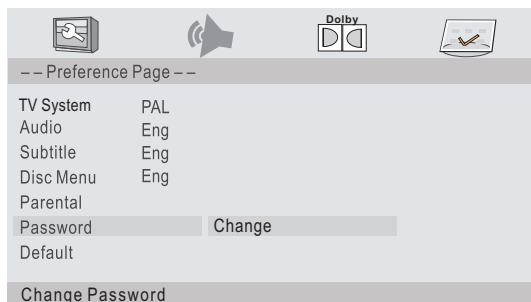 Dolby
-- Preference Page --
TV System PAL
Audio Eng
Subtitle Eng
Disc Menu Eng
Parental
Password Change
Default
Change Password